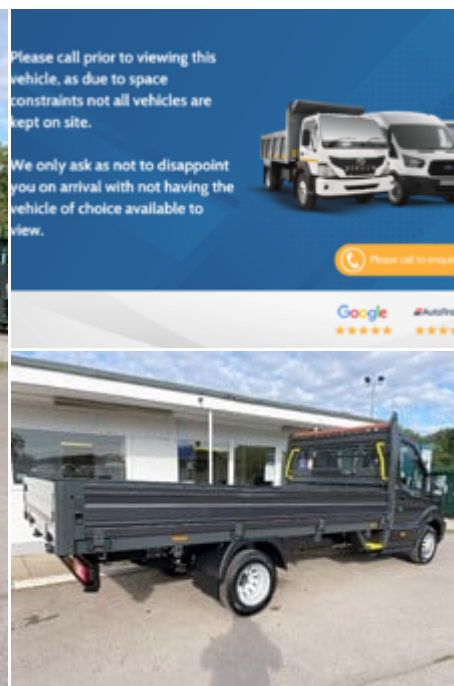 Please call prior to viewing this
vehicle, as due to space
constraints not all vehicles are
kept on site.
We only ask as not to disappoint
you on arrival with not having the
vehicle of choice available to
view.
Please call to enquir
Google